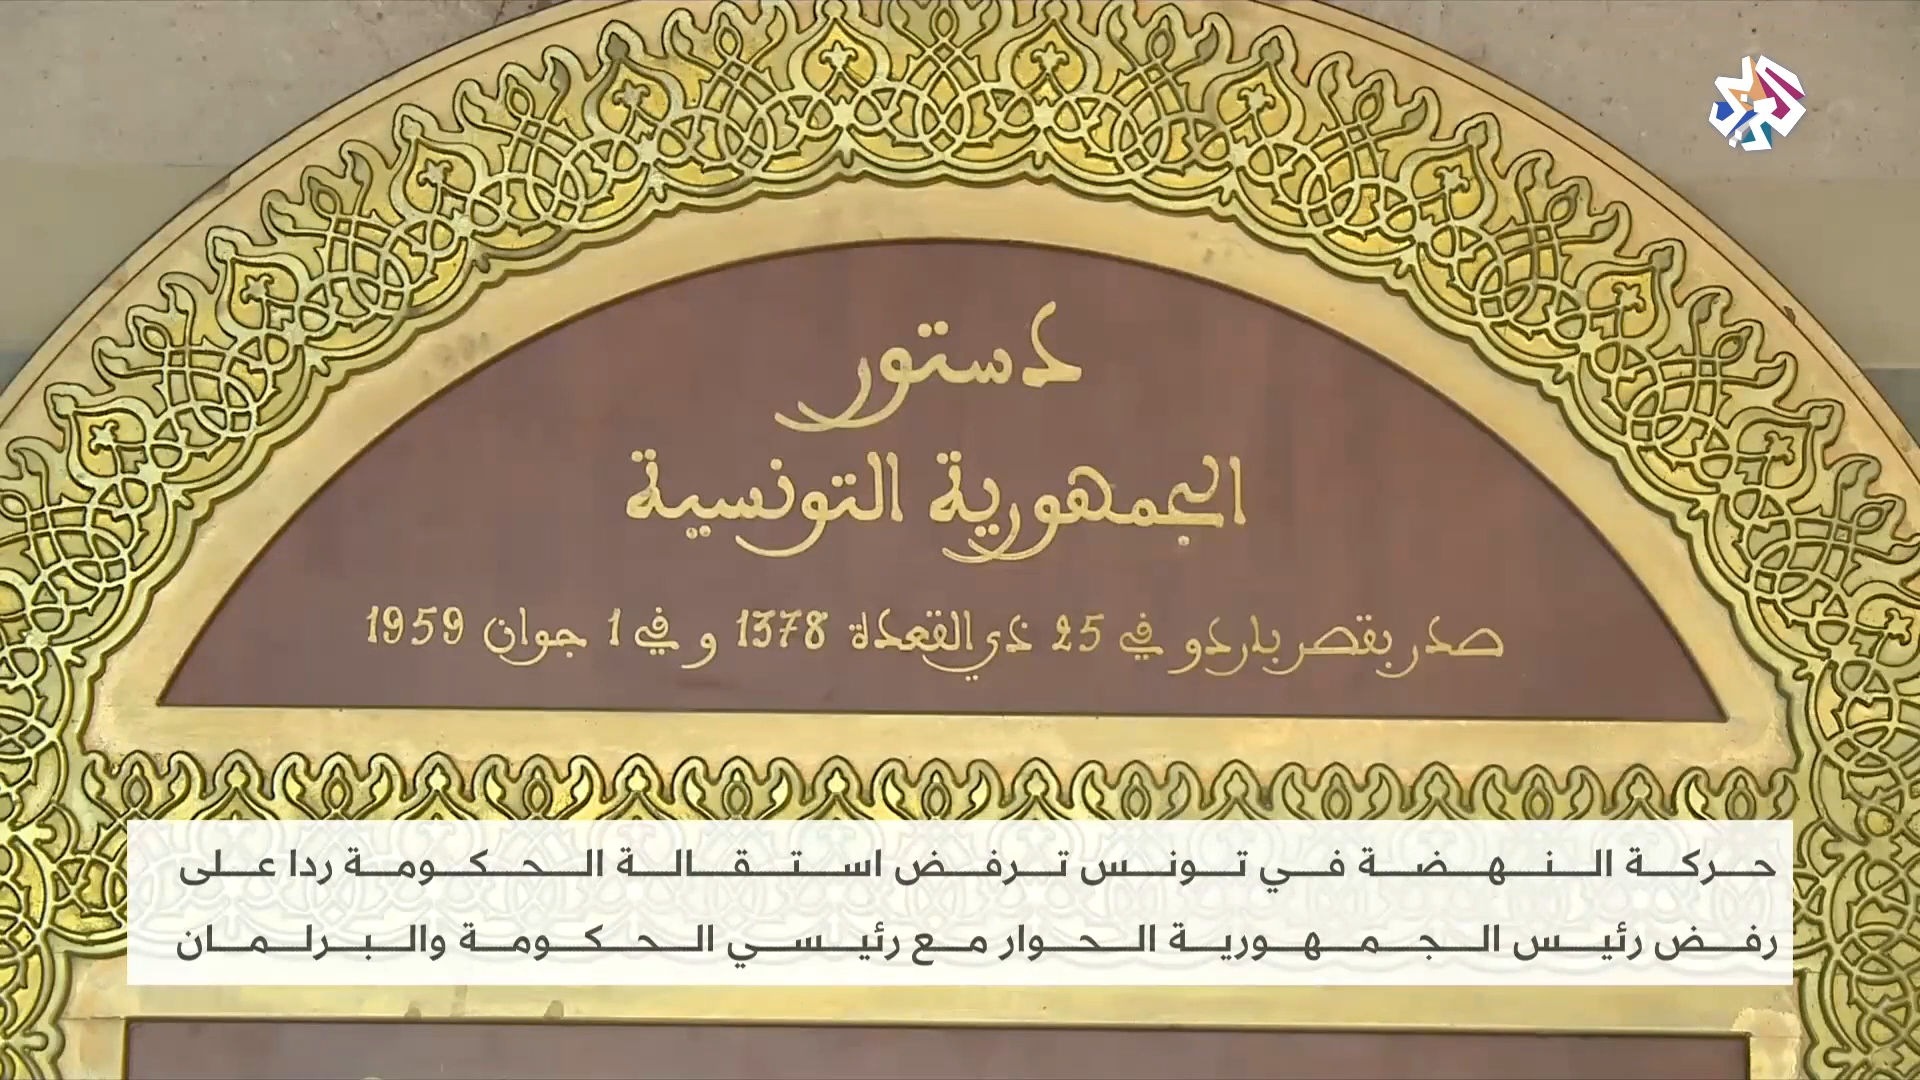 دستور
الجمهورية التونسية
صدر بقصر باردو في 25 ذي القعدة 1378 و في 1 جوان 1959
حركة النهضة في تونس ترفض استقالة الحكومة ردا على
رفض رئيس الجمهورية الحوار مع رئيسي الحكومة والبرلمان